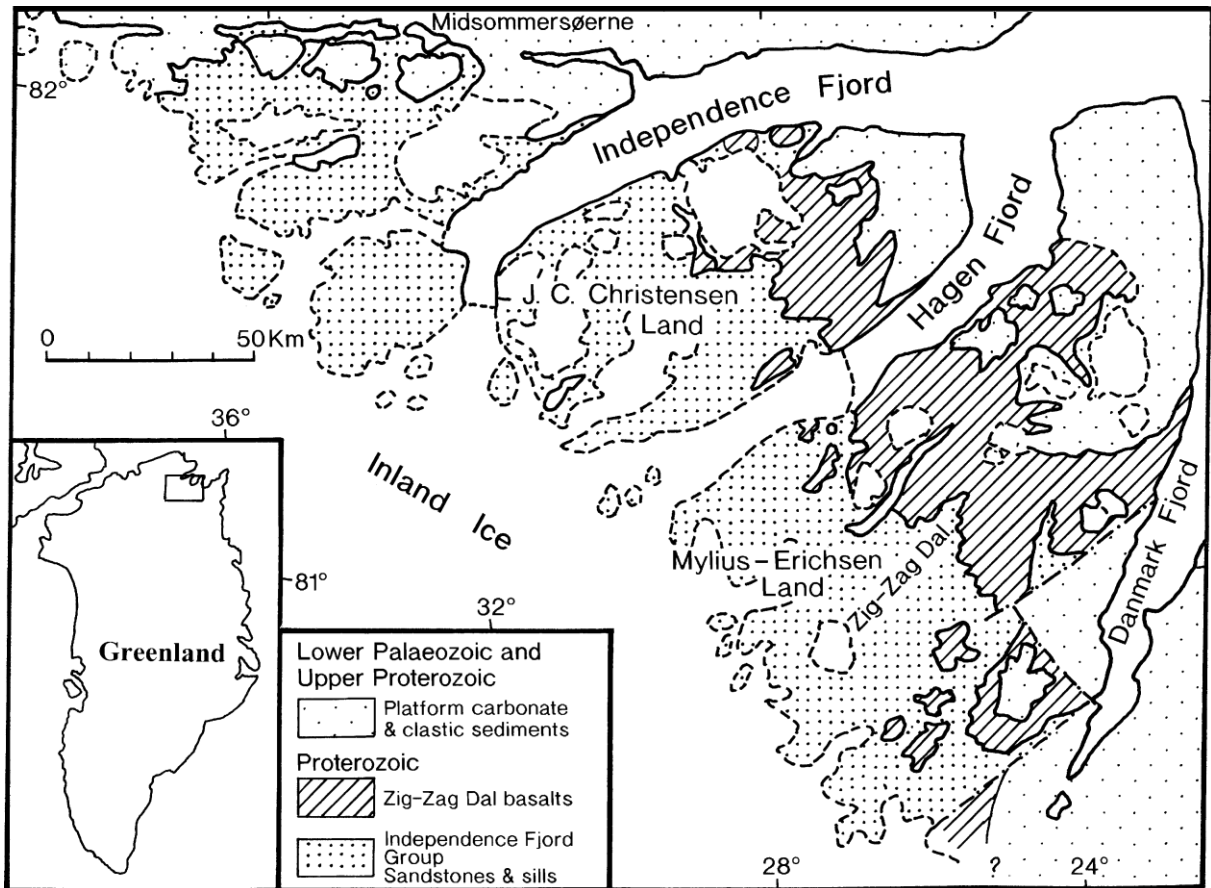 Midsommersøerne
82°
Independence Fjord
Hagen Fjord
J. C. Christensen
Land
0
50 Km
36°
Inland Ice
Mylius-Erichsen
Land
Zig-Zag Dal
Danmark Fjord
81°
32°
Greenland
Lower Palaeozoic and
Upper Proterozoic
Platform carbonate
& clastic sediments
Proterozoic
Zig-Zag Dal basalts
Independence Fjord
Group
Sandstones & sills
28°
?
24°